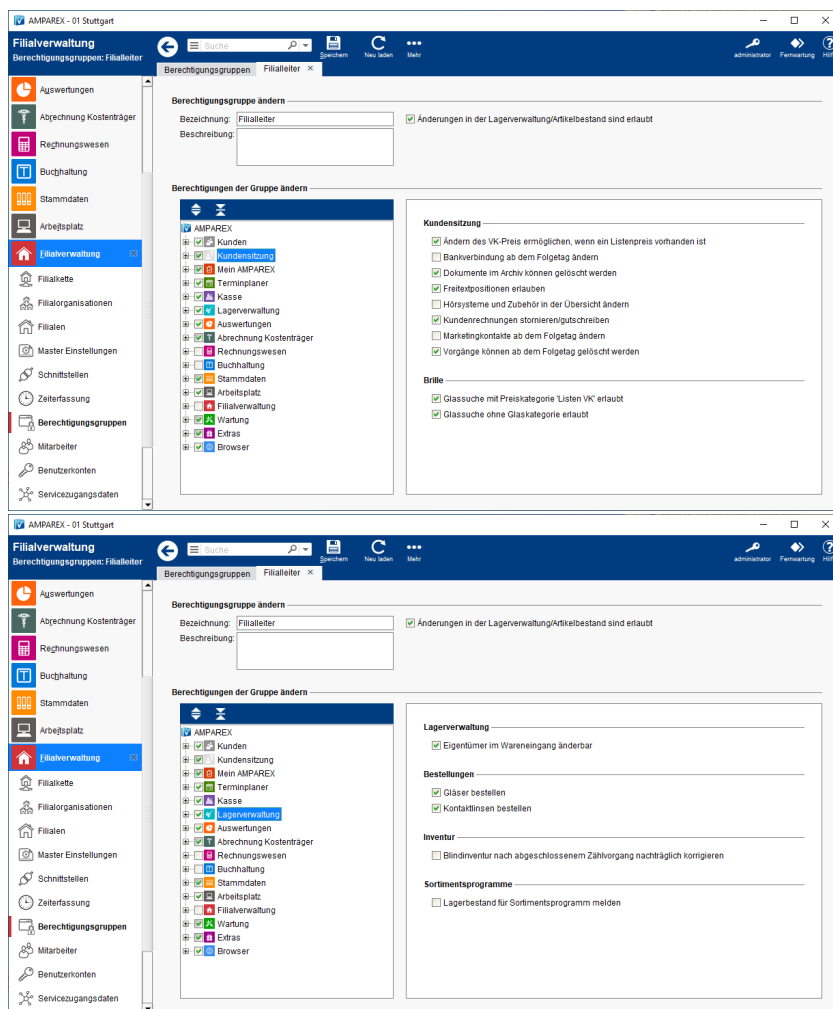 AMPAREX - 01 Stuttgart
Filialverwaltung
Berechtigungsgruppen: Filialleiter
Suche
Speichern
Neu laden
Mehr
administrator
Fernwartung
Hilf
Berechtigungsgruppen
Filialleiter
Auswertungen
Abrechnung Kostenträger
Rechnungswesen
Buchhaltung
Stammdaten
Arbeitsplatz
Filialverwaltung
Filialkette
Filialorganisationen
Filialen
Master Einstellungen
Schnittstellen
Zeiterfassung
Berechtigungsgruppen
Mitarbeiter
Benutzerkonten
Servicezugangsdaten
Berechtigungsgruppe ändern
Bezeichnung: Filialleiter
Änderungen in der Lagerverwaltung/Artikelbestand sind erlaubt
Beschreibung:
Berechtigungen der Gruppe ändern
AMPAREX
Kunden
Kundensitzung
Mein AMPAREX
Terminplaner
Kasse
Lagerverwaltung
Auswertungen
Abrechnung Kostenträger
Rechnungswesen
Buchhaltung
Stammdaten
Arbeitsplatz
Filialverwaltung
Wartung
Extras
Browser
Kundensitzung
Ändern des VK-Preis ermöglichen, wenn ein Listenpreis vorhanden ist
Bankverbindung ab dem Folgetag ändern
Dokumente im Archiv können gelöscht werden
Freitextpositionen erlauben
Hörsysteme und Zubehör in der Übersicht ändern
Kundenrechnungen stornieren/gutschreiben
Marketingkontakte ab dem Folgetag ändern
Vorgänge können ab dem Folgetag gelöscht werden
Brille
Glassuche mit Preiskategorie 'Listen VK' erlaubt
Glassuche ohne Glaskategorie erlaubt
AMPAREX - 01 Stuttgart
Filialverwaltung
Berechtigungsgruppen: Filialleiter
Suche
Speichern
Neu laden
Mehr
administrator
Fernwartung
Hilf
Berechtigungsgruppen
Filialleiter
Auswertungen
Abrechnung Kostenträger
Rechnungswesen
Buchhaltung
Stammdaten
Arbeitsplatz
Filialverwaltung
Filialkette
Filialorganisationen
Filialen
Master Einstellungen
Schnittstellen
Zeiterfassung
Berechtigungsgruppen
Mitarbeiter
Benutzerkonten
Servicezugangsdaten
Berechtigungsgruppe ändern
Bezeichnung: Filialleiter
Änderungen in der Lagerverwaltung/Artikelbestand sind erlaubt
Beschreibung:
Berechtigungen der Gruppe ändern
AMPAREX
Kunden
Kundensitzung
Mein AMPAREX
Terminplaner
Kasse
Lagerverwaltung
Auswertungen
Abrechnung Kostenträger
Rechnungswesen
Buchhaltung
Stammdaten
Arbeitsplatz
Filialverwaltung
Wartung
Extras
Browser
Lagerverwaltung
Eigentümer im Wareneingang änderbar
Bestellungen
Gläser bestellen
Kontaktlinsen bestellen
Inventur
Blindinventur nach abgeschlossenem Zählvorgang nachträglich korrigieren
Sortimentsprogramme
Lagerbestand für Sortimentsprogramm melden